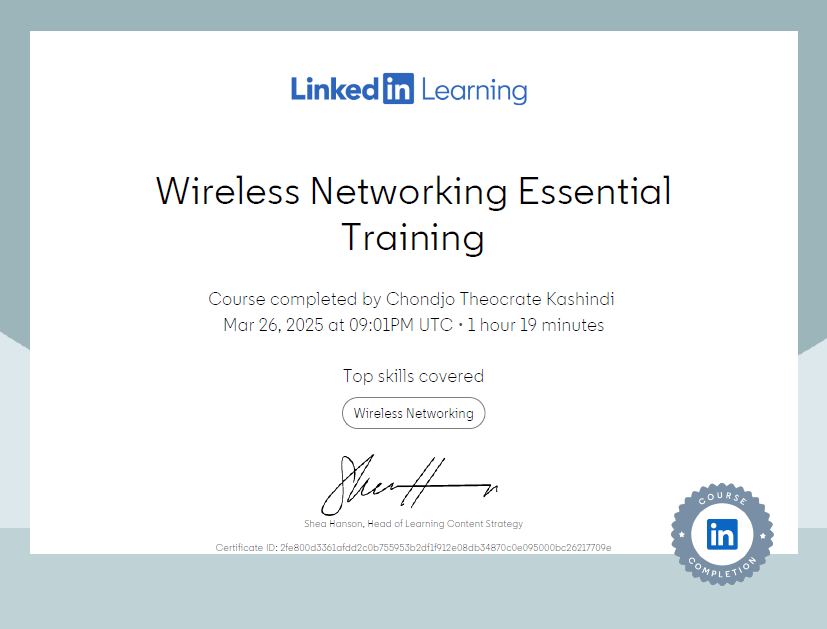 Linked in Learning
Wireless Networking Essential
Training
Course completed by Chondjo Theocrate Kashindi
Mar 26, 2025 at 09:01PM UTC • 1 hour 19 minutes
Top skills covered
Wireless Networking
Shea Hanson, Head of Learning Content Strategy
Certificate ID: 2fe800d3361afdd2c0b755953b2df1f912e08db34870c0e095000bc26217709e
COURSE
in
COMPLETION